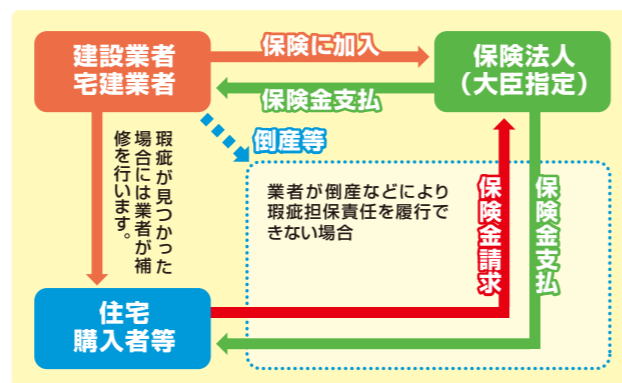 建設業者
宅建業者
保険に加入
保険金支払
保険法人
（大臣指定）
倒産等
瑕疵が見つかった
場合には業者が補
修を行います。
業者が倒産などにより
瑕疵担保責任を履行で
きない場合
保険金請求
保険金支払
住宅
購入者等